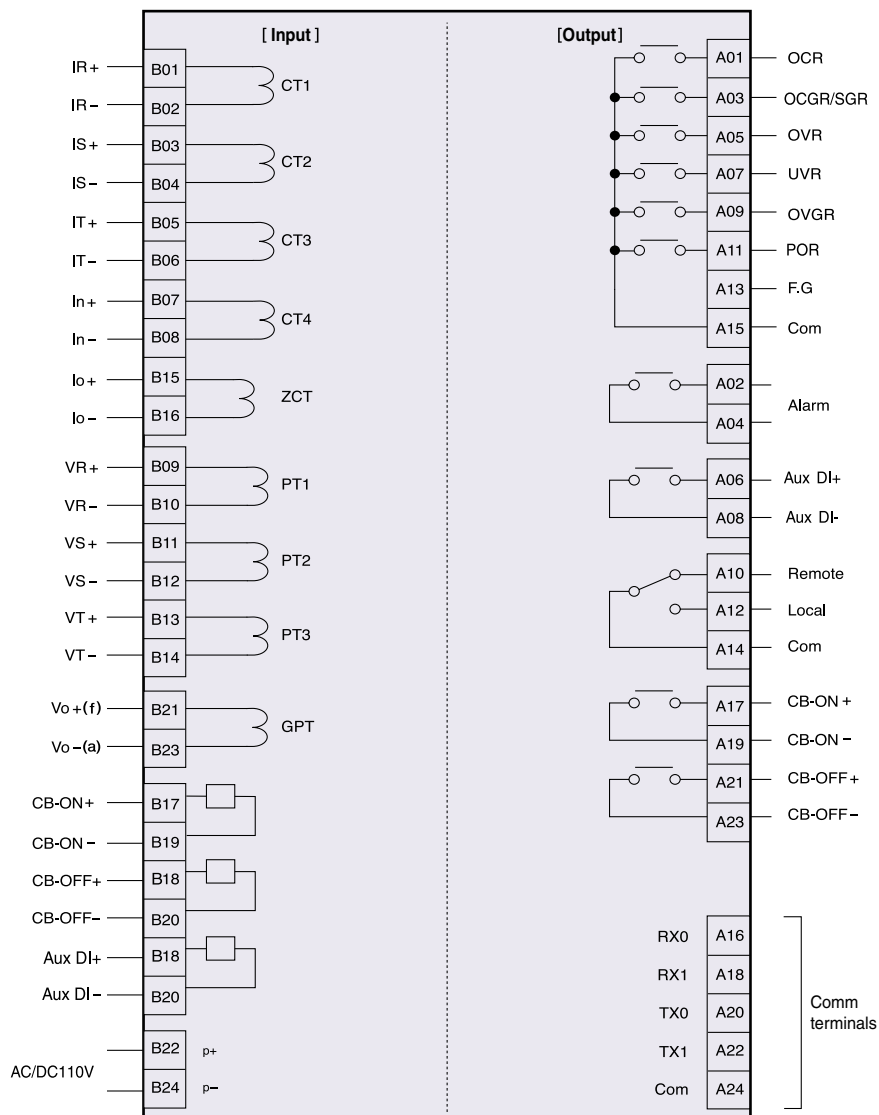 [ Input ]
[Output]
IR+ B01 CT1
IR− B02
IS+ B03 CT2
IS− B04
IT+ B05 CT3
IT− B06
In+ B07 CT4
In− B08
Io+ B15 ZCT
Io− B16
VR+ B09 PT1
VR− B10
VS+ B11 PT2
VS− B12
VT+ B13 PT3
VT− B14
Vo+(f) B21 GPT
Vo−(a) B23
CB-ON+ B17
CB-ON− B19
CB-OFF+ B18
CB-OFF− B20
Aux DI+ B18
Aux DI− B20
AC/DC110V
B22 p+
B24 p−
A01 OCR
A03 OCGR/SGR
A05 OVR
A07 UVR
A09 OVGR
A11 POR
A13 F.G
A15 Com
A02
A04
Alarm
A06 Aux DI+
A08 Aux DI-
A10 Remote
A12 Local
A14 Com
A17 CB-ON+
A19 CB-ON−
A21 CB-OFF+
A23 CB-OFF−
RX0 A16
RX1 A18
TX0 A20
TX1 A22
Com A24
Comm
terminals